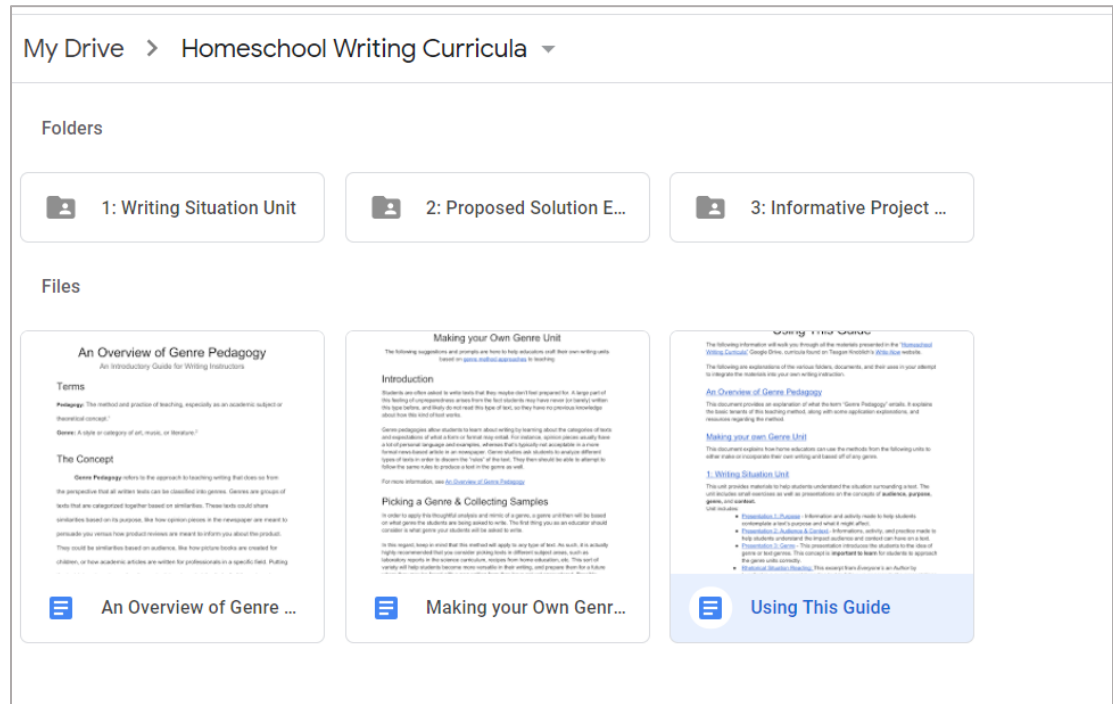 My Drive > Homeschool Writing Curricula
Folders
1: Writing Situation Unit
2: Proposed Solution E...
3: Informative Project ...
Files
An Overview of Genre Pedagogy
An Introductory Guide for Writing Instructors
Terms
Pedagogy: The method and practice of teaching, especially as an academic subject or
theoretical concept.
Genre: A style or category of art, music, or literature.
The Concept
Genre Pedagogy refers to the approach to teaching writing that does so from
the perspective that all written texts can be classified into genres. Genres are groups of
texts that are categorized together based on similarities. These texts could share
similarities based on its purpose, like how opinion pieces in the newspaper are meant to
persuade you versus how product reviews are meant to inform you about the product.
They could be similarities based on audience, like how picture books are created for
children, or how academic articles are written for professionals in a specific field. Putting
An Overview of Genre ...
Making your Own Genre Unit
The following suggestions and prompts are here to help educators craft their own writing units
based on genre method approaches to teaching.
Introduction
Students are often asked to write texts that they maybe don't feel prepared for. A large part of
this feeling of unpreparedness arises from the fact students may have never (or barely) written
this type before, and likely do not read this type of text, so they have no previous knowledge
about how this kind of text works.
Genre pedagogies allow students to learn about writing by learning about the categories of texts
and expectations of what a form or format may entail. For instance, opinion pieces usually have
a lot of personal language and examples, whereas that's typically not acceptable in a more
formal news-based article in an newspaper. Genre studies ask students to analyze different
types of texts in order to discern the "rules" of the text. They then should be able to attempt to
follow the same rules to produce a text in the genre as well.
For more information, see An Overview of Genre Pedagogy
Picking a Genre & Collecting Samples
In order to apply this thoughtful analysis and mimic of a genre, a genre unit then will be based
on what genre the students are being asked to write. The first thing you as an educator should
consider is what genre your students will be asked to write.
In this regard, keep in mind that this method will apply to any type of text. As such, it is actually
highly recommended that you consider picking texts in different subject areas, such as
laboratory reports in the science curriculum, recipes from home education, etc. This sort of
variety will help students become more versatile in their writing, and prepare them for a future
Making your Own Genr...
Using This Guide
The following information will walk you through all the materials presented in the "Homeschool
Writing Curricula" Google Drive, curricula found on Teagan Knoblich's Write Now website.
The following are explanations of the various folders, documents, and their uses in your attempt
to integrate the materials into your own writing instruction.
An Overview of Genre Pedagogy
This document provides an explanation of what the term "Genre Pedagogy" entails. It explains
the basic tenants of this teaching method, along with some application explanations, and
resources regarding the method.
Making your own Genre Unit
This document explains how home educators can use the methods from the following units to
either make or incorporate their own writing and based off of any genre.
1: Writing Situation Unit
This unit provides materials to help students understand the situation surrounding a text. The
unit includes small exercises as well as presentations on the concepts of audience, purpose,
genre, and context.
Unit includes:
Presentation 1: Purpose - Information and activity made to help students
contemplate a text's purpose and what it might affect.
Presentation 2: Audience & Context - Informations, activity, and practice made to
help students understand the impact audience and context can have on a text.
Presentation 3: Genre - This presentation introduces the students to the idea of
genre or text genres. This concept is important to learn for students to approach
the genre units correctly.
Rhetorical Situation Reading: This excerpt from Everyone's an Author by
Using This Guide